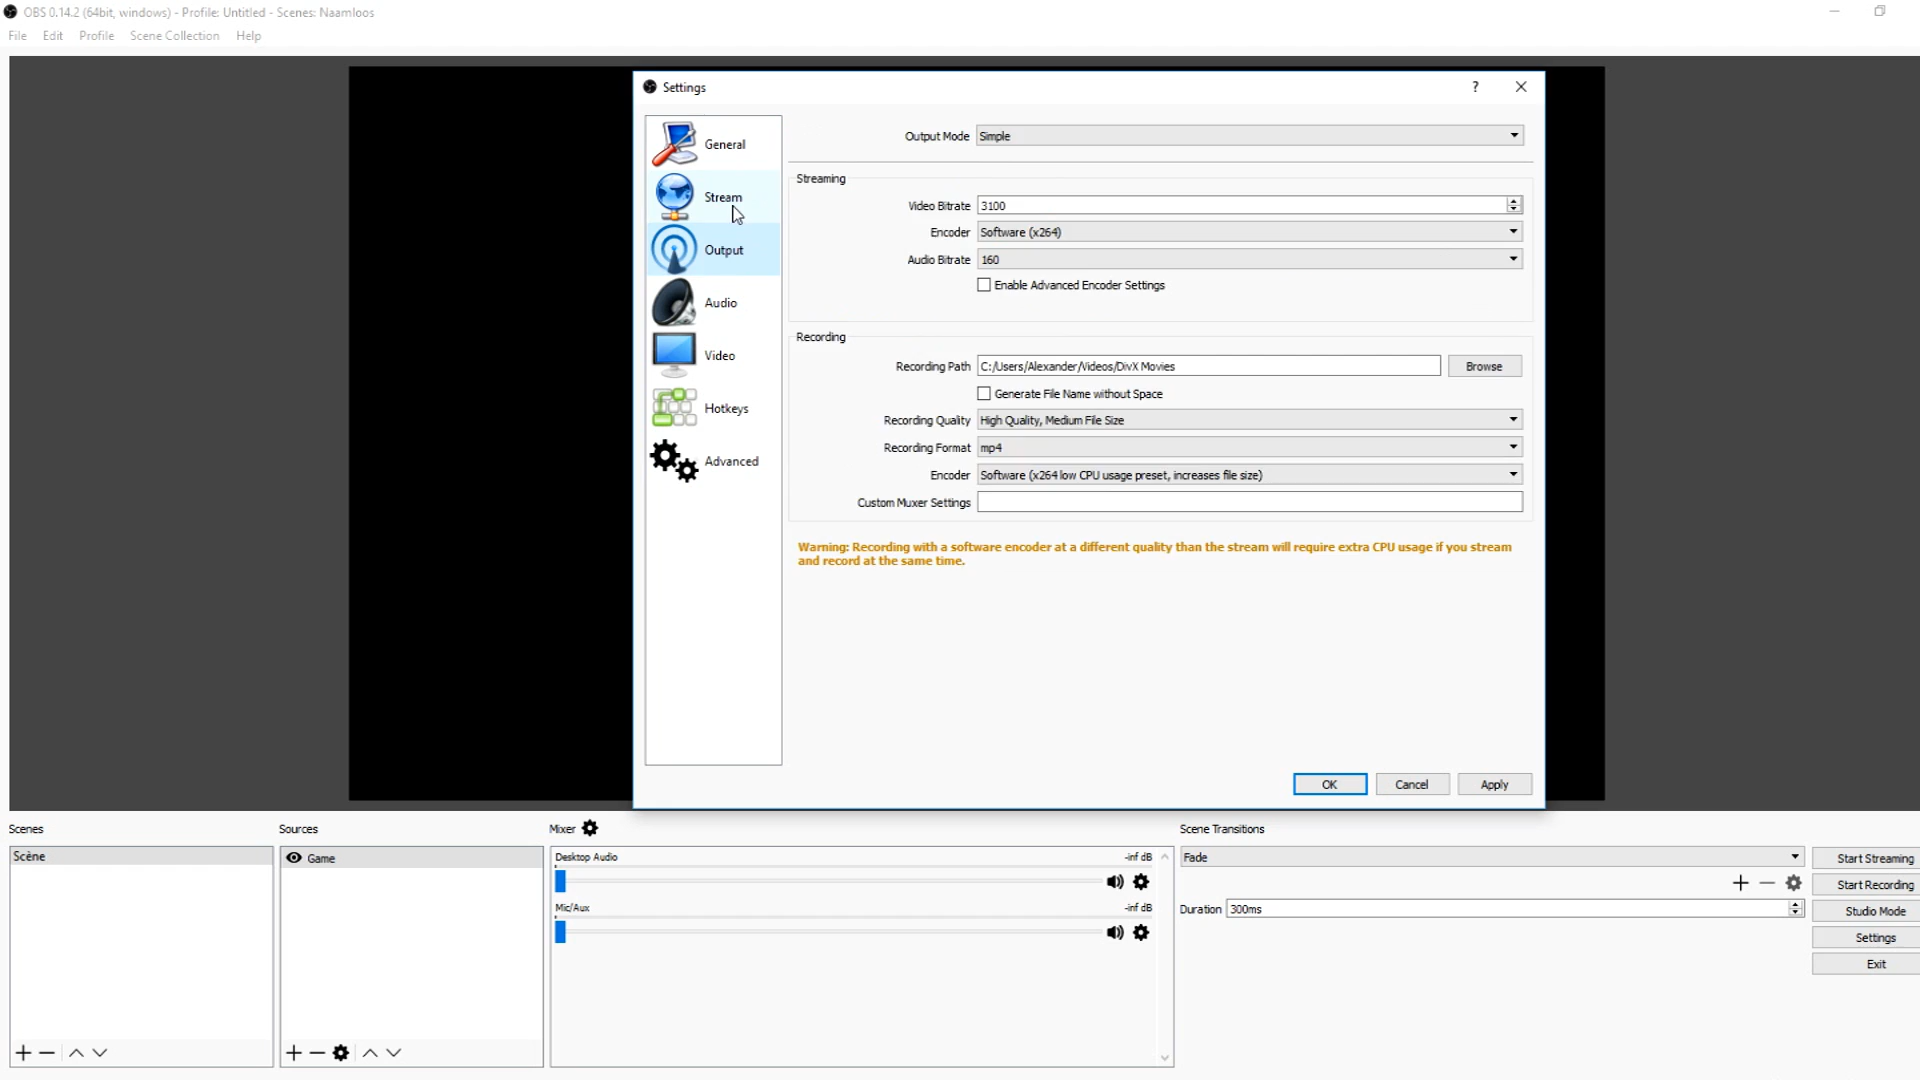 OBS 0.14.2 (64bit, windows) - Profile: Untitled - Scenes: Naamloos
File Edit Profile Scene Collection Help
Settings
?
General
Stream
Output
Audio
Video
Hotkeys
Advanced
Output Mode Simple
Streaming
Video Bitrate 3100
Encoder Software (x264)
Audio Bitrate 160
Enable Advanced Encoder Settings
Recording
Recording Path C:/Users/Alexander/Videos/DivX Movies Browse
Generate File Name without Space
Recording Quality High Quality, Medium File Size
Recording Format mp4
Encoder Software (x264 low CPU usage preset, increases file size)
Custom Muxer Settings
Warning: Recording with a software encoder at a different quality than the stream will require extra CPU usage if you stream
and record at the same time.
OK Cancel Apply
Scenes
Scène
Sources
Game
Mixer
Desktop Audio -inf dB
Mic/Aux -inf dB
Scene Transitions
Fade
Duration 300ms
Start Streaming
Start Recording
Studio Mode
Settings
Exit